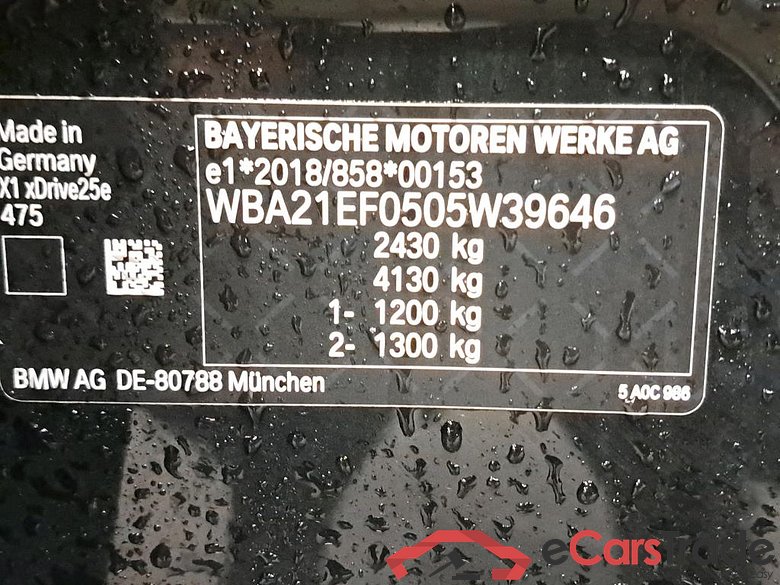 Made in
Germany
X1 xDrive25e
475
BAYERISCHE MOTOREN WERKE AG
e1*2018/858*00153
WBA21EF0505W39646
2430 kg
4130 kg
1- 1200 kg
2- 1300 kg
BMW AG DE-80788 München
5 A0C 986
eCarsTrade